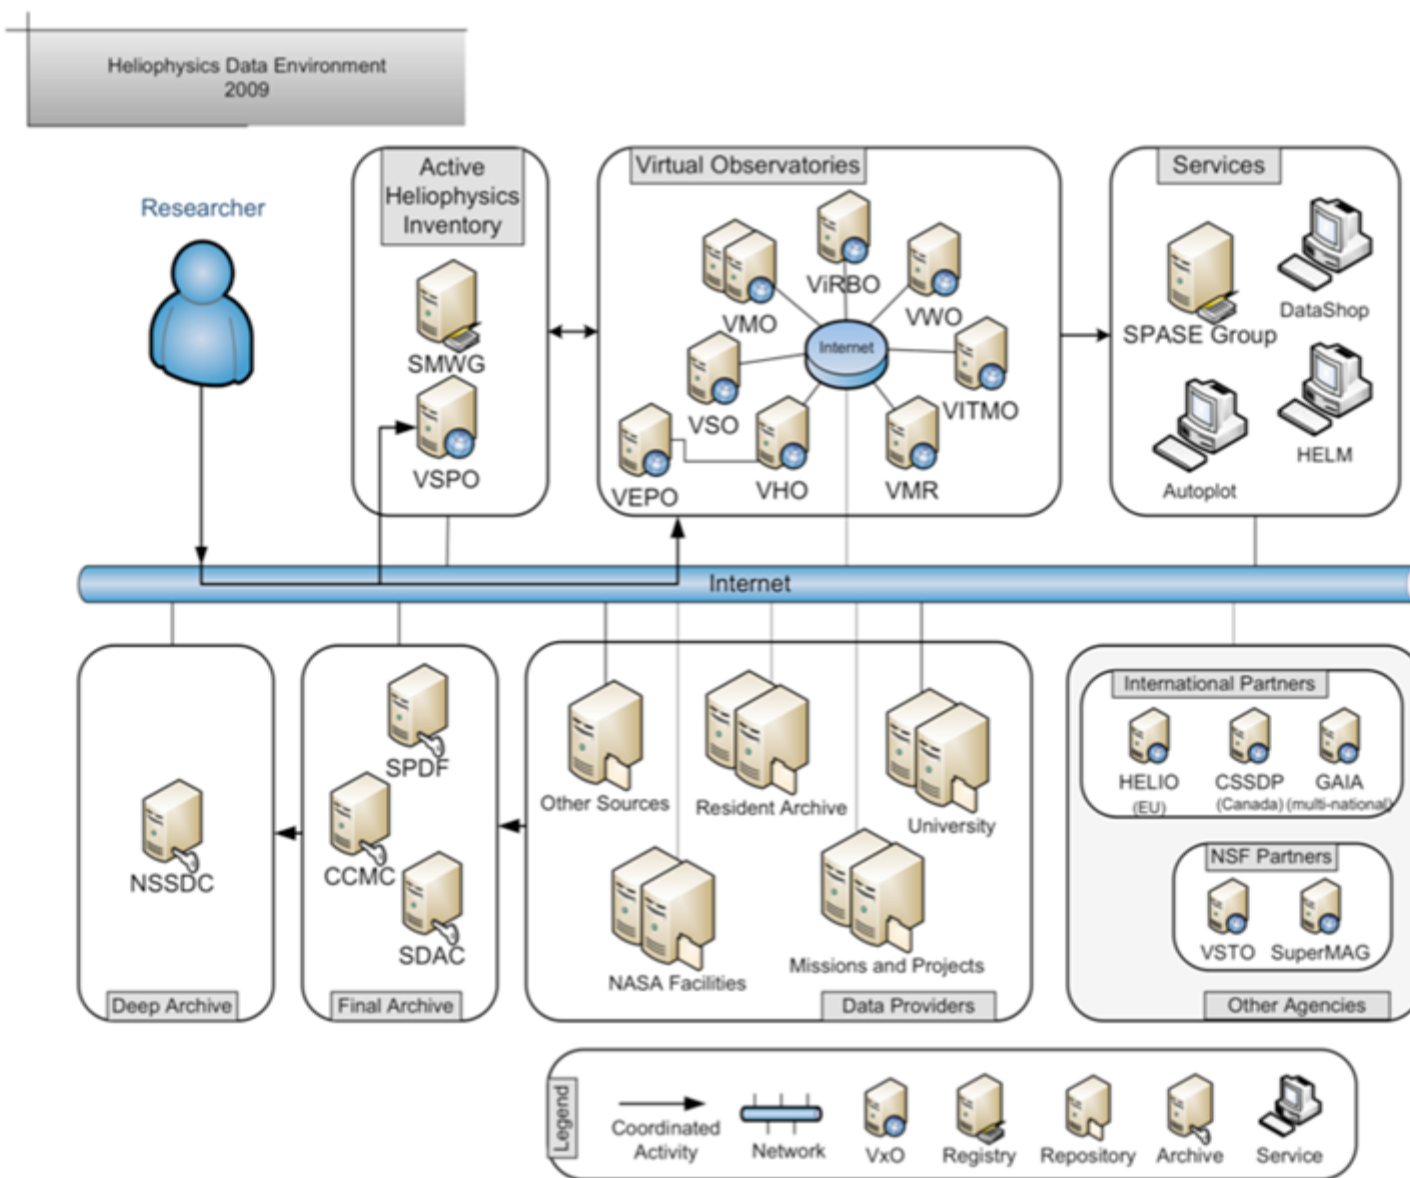 Heliophysics Data Environment
2009
Researcher
Active
Heliophysics
Inventory
SMWG
VSPO
Virtual Observatories
ViRBO
VMO
VWO
Internet
VSO
VITMO
VEPO
VHO
VMR
Services
SPASE Group
DataShop
HELM
Autoplot
Internet
NSSDC
Deep Archive
SPDF
CCMC
SDAC
Final Archive
Other Sources
Resident Archive
University
NASA Facilities
Missions and Projects
Data Providers
International Partners
HELIO
(EU)
CSSDP
(Canada)
GAIA
(multi-national)
NSF Partners
VSTO
SuperMAG
Other Agencies
Legend
Coordinated
Activity
Network
VxO
Registry
Repository
Archive
Service